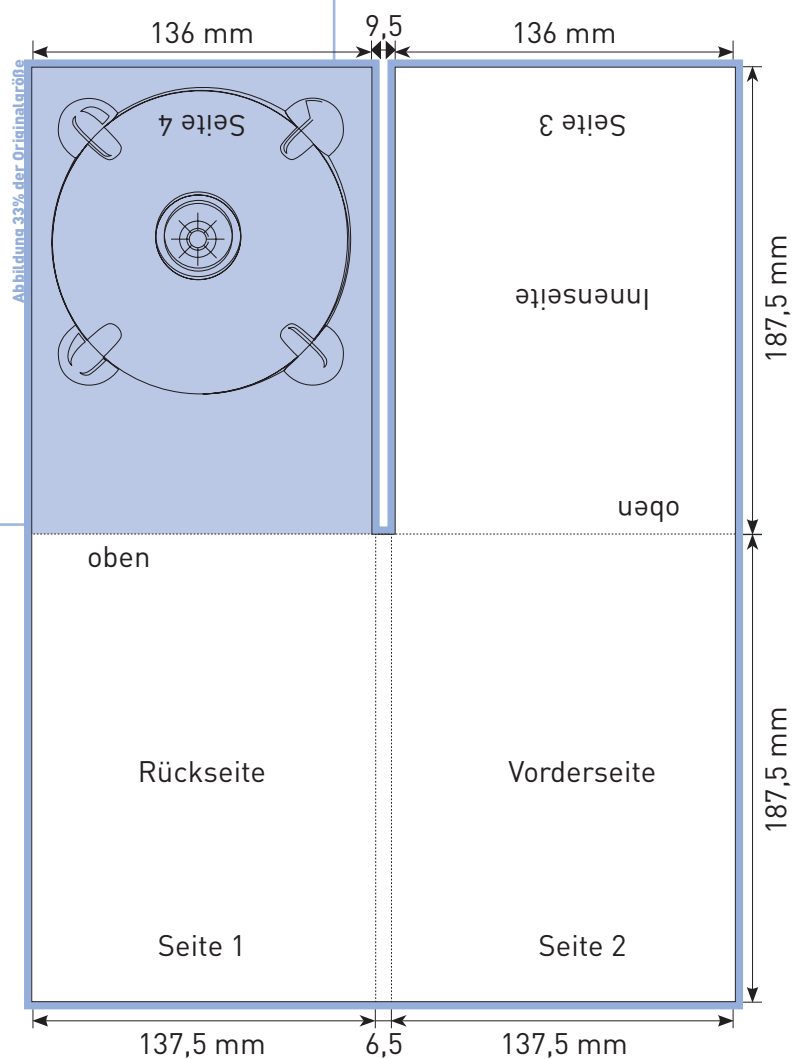 136 mm
9,5
136 mm
Abbildung 33% der Originalgröße
Seite 4
Seite 3
Innenseite
187,5 mm
oben
oben
Rückseite
Vorderseite
187,5 mm
Seite 1
Seite 2
137,5 mm
6,5
137,5 mm